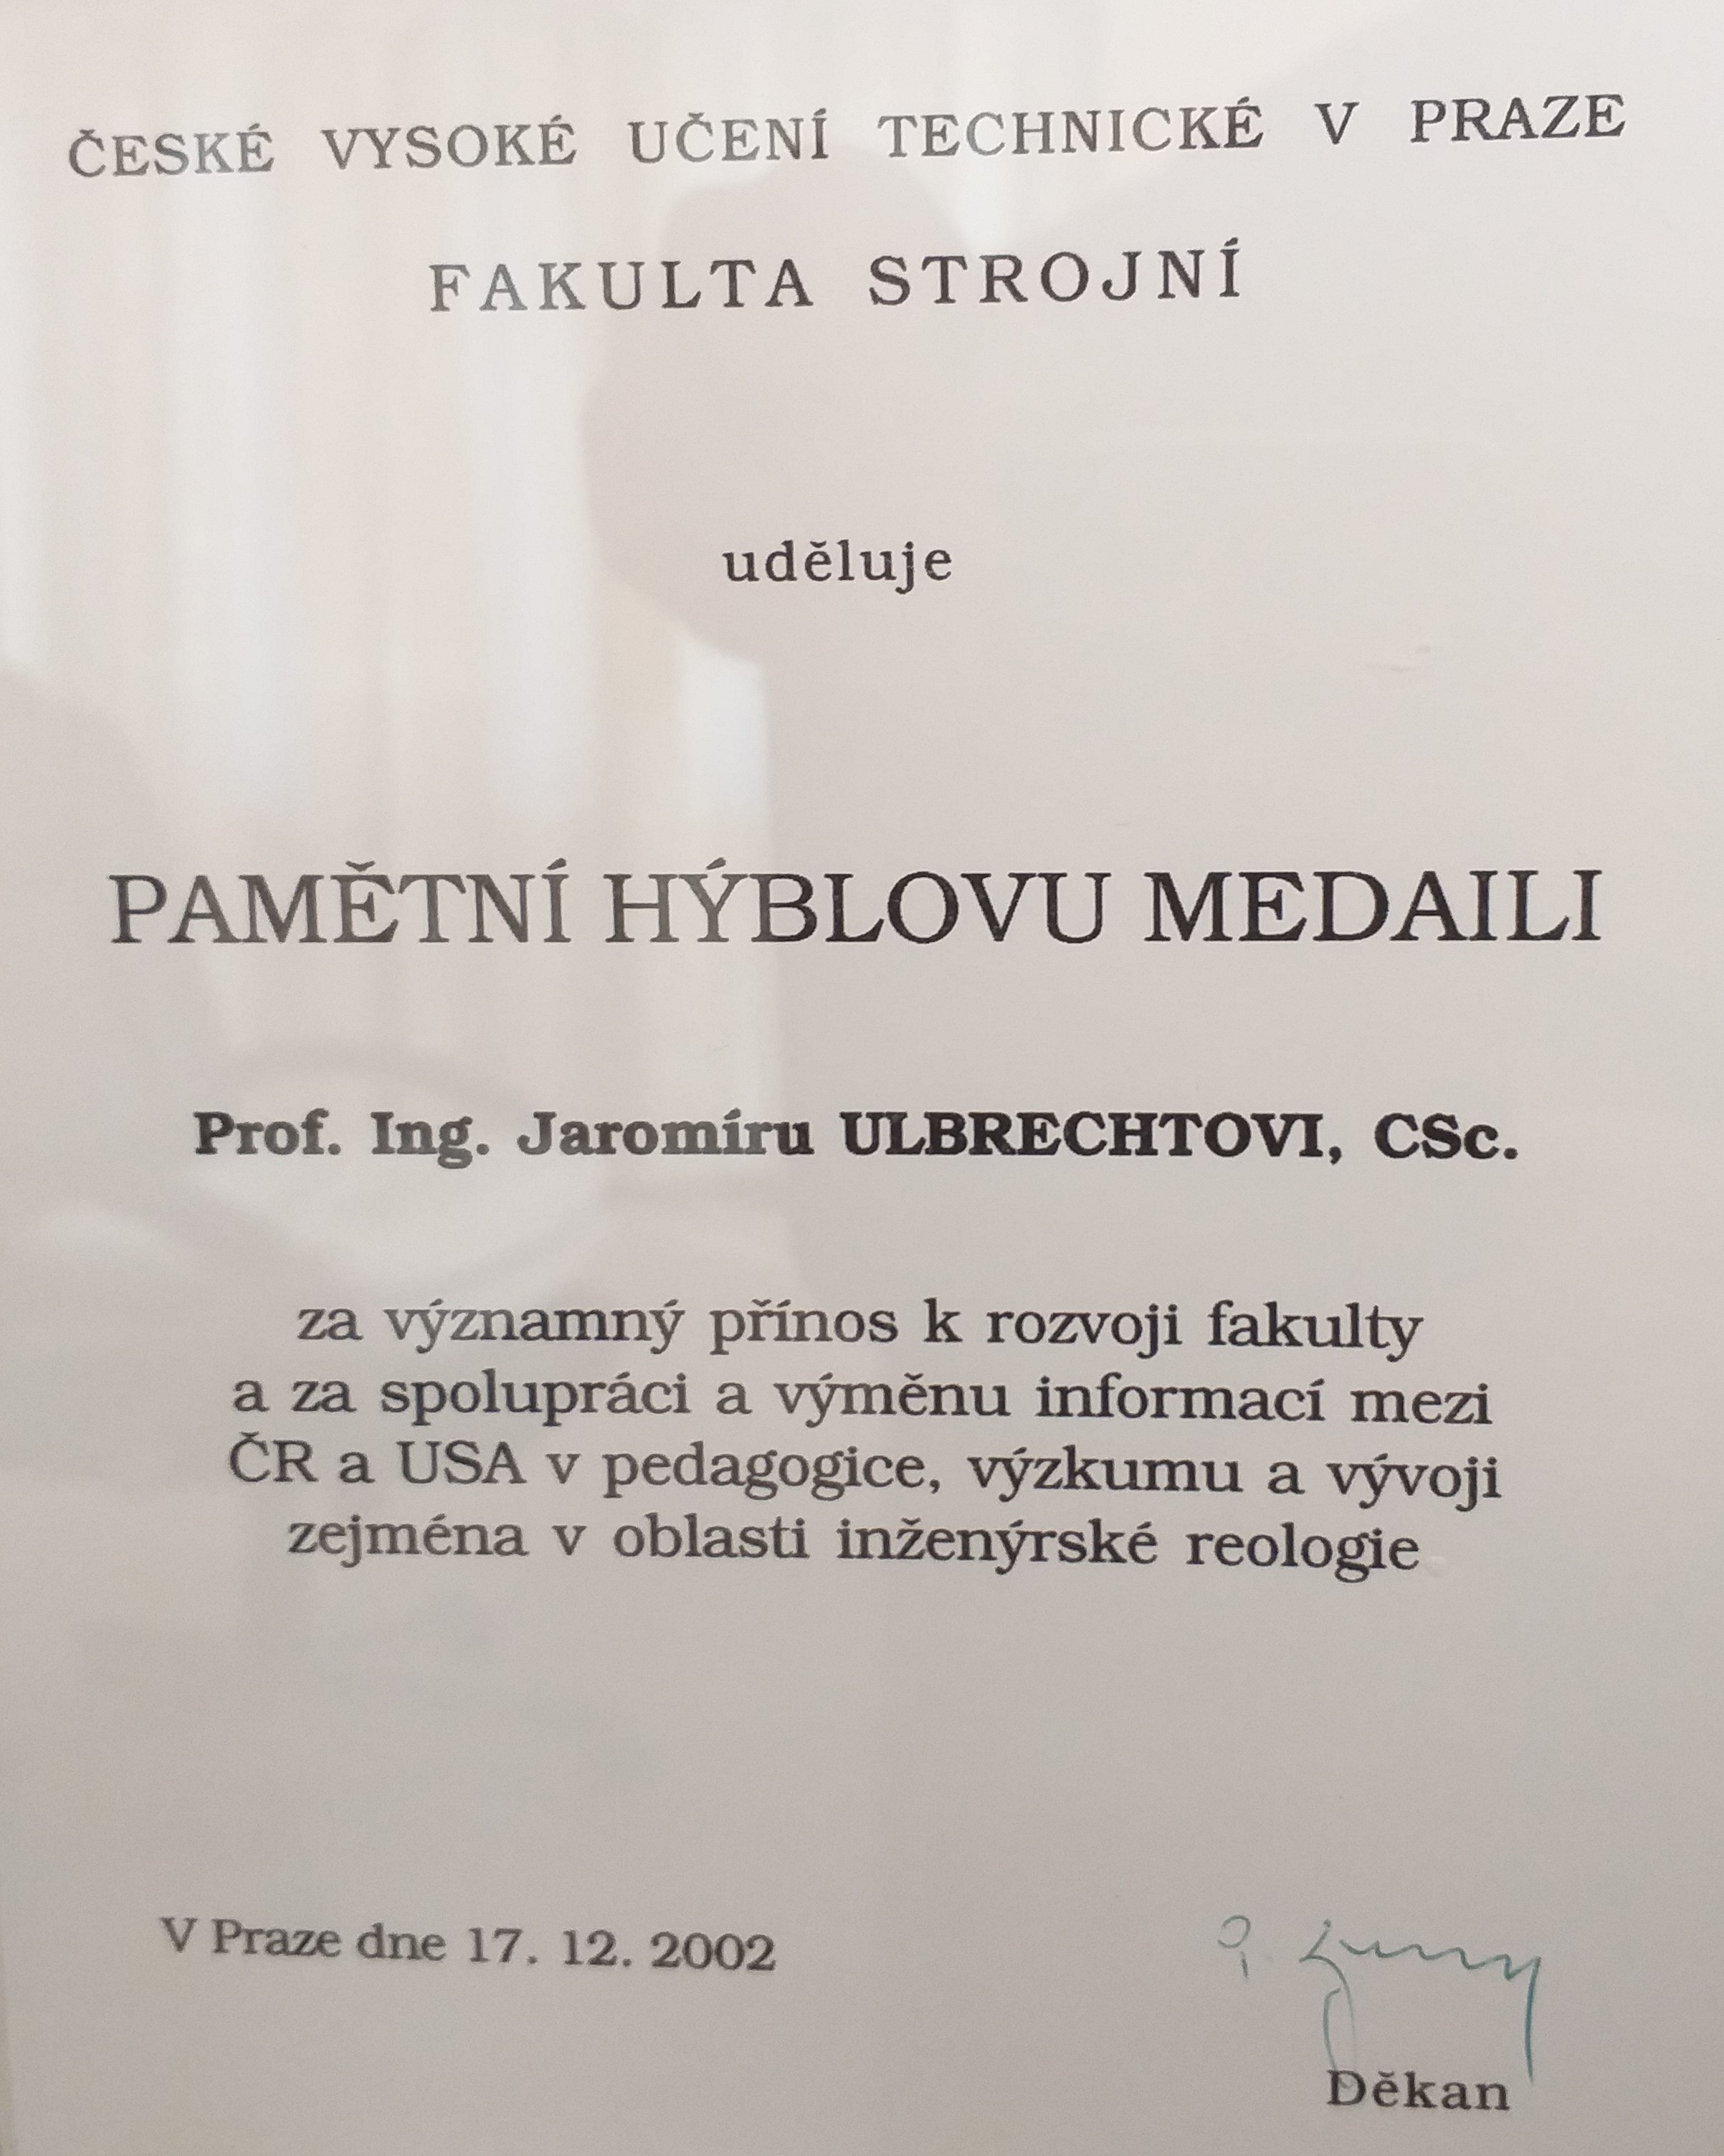 ČESKÉ VYSOKÉ UČENÍ TECHNICKÉ V PRAZE
FAKULTA STROJNÍ
uděluje
PAMĚTNÍ HÝBLOVU MEDAILI
Prof. Ing. Jaromíru ULBRECHTOVI, CSc.
za významný přínos k rozvoji fakulty
a za spolupráci a výměnu informací mezi
ČR a USA v pedagogice, výzkumu a vývoji
zejména v oblasti inženýrské reologie
V Praze dne 17. 12. 2002
Děkan